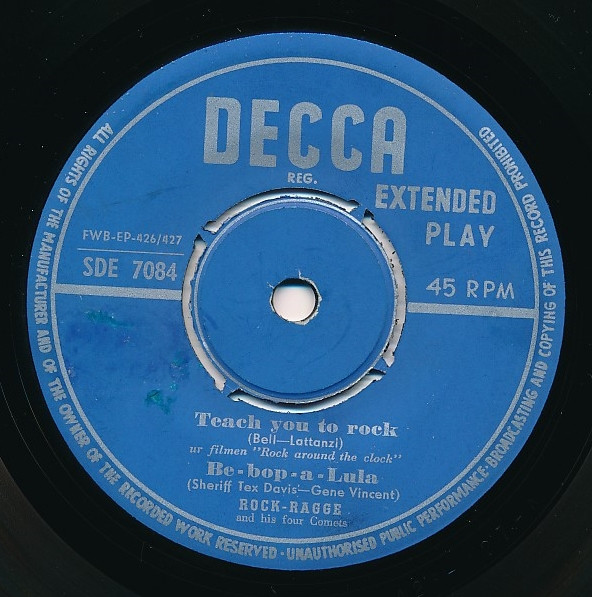 DECCA
REG.
EXTENDED
PLAY
FWB-EP-426/427
SDE 7084
45 RPM
Teach you to rock
(Bell—Lattanzi)
ur filmen "Rock around the clock"
Be-bop-a-Lula
(Sheriff Tex Davis—Gene Vincent)
ROCK-RAGGE
and his four Comets
ALL RIGHTS OF THE MANUFACTURER AND OF THE OWNER OF THE RECORDED WORK RESERVED · UNAUTHORISED PUBLIC PERFORMANCE · BROADCASTING AND COPYING OF THIS RECORD PROHIBITED